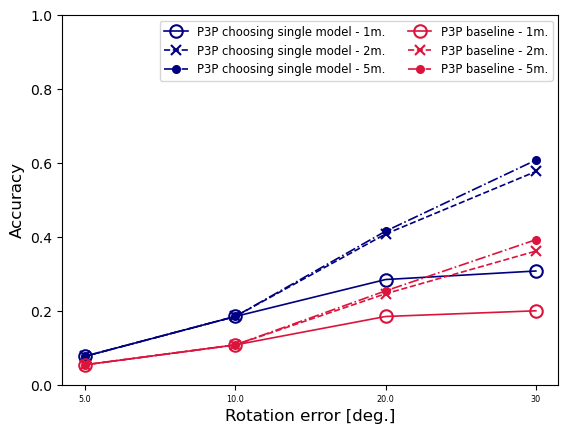 P3P choosing single model - 1m.
P3P choosing single model - 2m.
P3P choosing single model - 5m.
P3P baseline - 1m.
P3P baseline - 2m.
P3P baseline - 5m.
1.0
0.8
0.6
0.4
0.2
0.0
Accuracy
5.0 10.0 20.0 30
Rotation error [deg.]